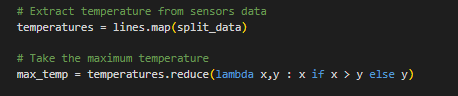 # Extract temperature from sensors data
temperatures = lines.map(split_data)
# Take the maximum temperature
max_temp = temperatures.reduce(lambda x,y : x if x > y else y)